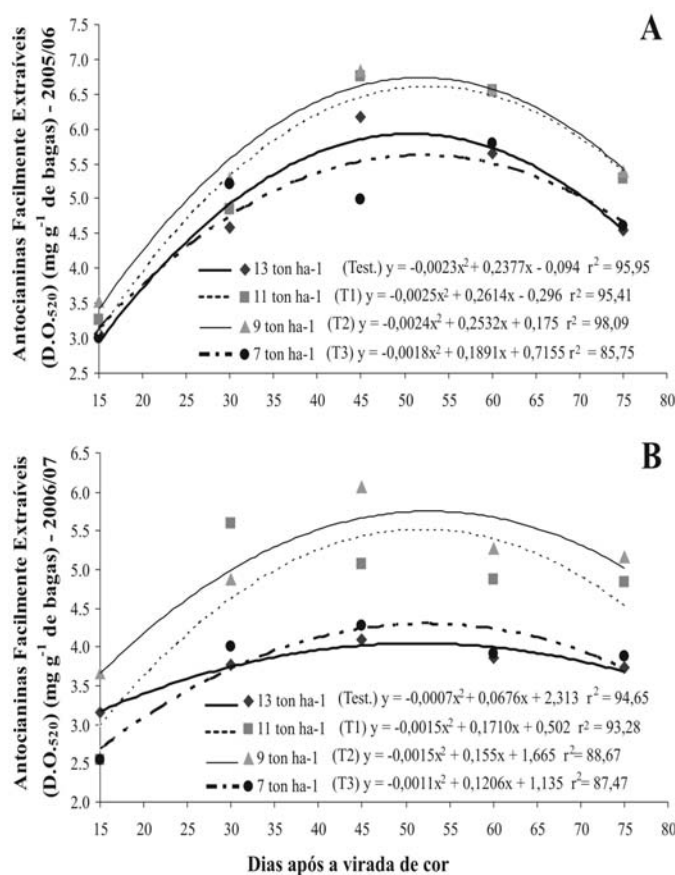 A
Antocianinas Facilmente Extraíveis
(D.O.520) (mg g-1 de bagas) - 2005/06
7.5
7.0
6.5
6.0
5.5
5.0
4.5
4.0
3.5
3.0
2.5
13 ton ha-1 (Test.) y = -0,0023x2 + 0,2377x - 0,094 r2 = 95,95
11 ton ha-1 (T1) y = -0,0025x2 + 0,2614x - 0,296 r2 = 95,41
9 ton ha-1 (T2) y = -0,0024x2 + 0,2532x + 0,175 r2 = 98,09
7 ton ha-1 (T3) y = -0,0018x2 + 0,1891x + 0,7155 r2 = 85,75
15 20 25 30 35 40 45 50 55 60 65 70 75 80
B
Antocianinas Facilmente Extraíveis
(D.O.520) (mg g-1 de bagas) - 2006/07
6.5
6.0
5.5
5.0
4.5
4.0
3.5
3.0
2.5
2.0
13 ton ha-1 (Test.) y = -0,0007x2 + 0,0676x + 2,313 r2 = 94,65
11 ton ha-1 (T1) y = -0,0015x2 + 0,1710x + 0,502 r2 = 93,28
9 ton ha-1 (T2) y = -0,0015x2 + 0,155x + 1,665 r2= 88,67
7 ton ha-1 (T3) y = -0,0011x2 + 0,1206x + 1,135 r2= 87,47
15 20 25 30 35 40 45 50 55 60 65 70 75 80
Dias após a virada de cor